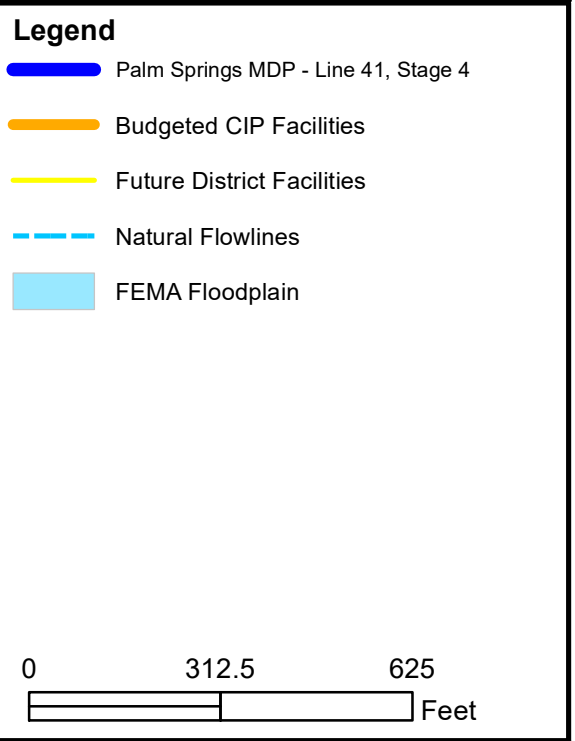 Legend
Palm Springs MDP - Line 41, Stage 4
Budgeted CIP Facilities
Future District Facilities
Natural Flowlines
FEMA Floodplain
0 312.5 625
Feet